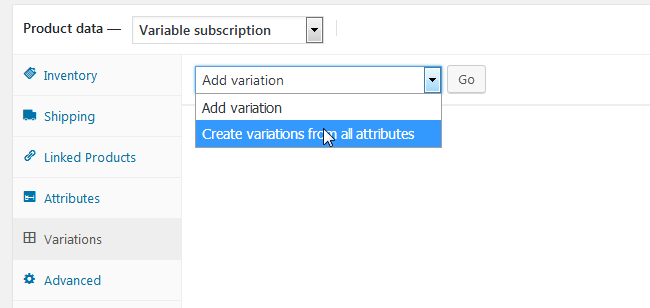 Product data — Variable subscription
Inventory
Add variation Go
Add variation
Shipping
Create variations from all attributes
Linked Products
Attributes
Variations
Advanced